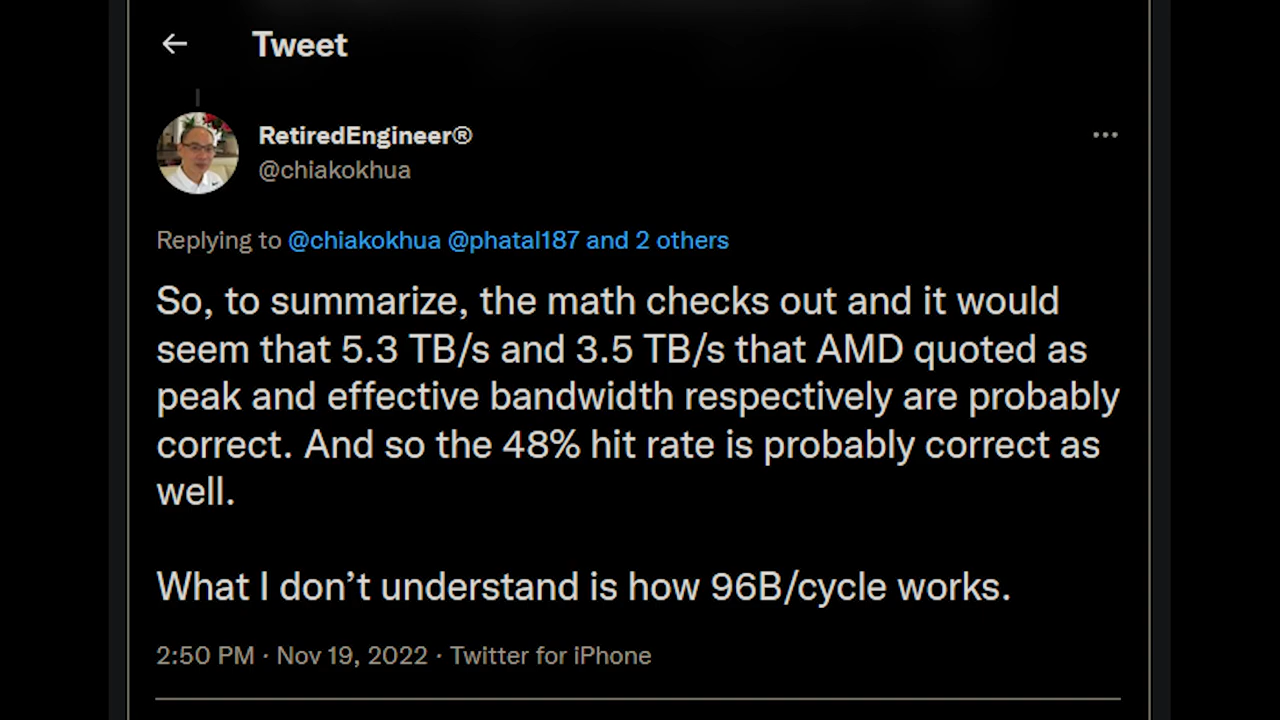 Tweet
RetiredEngineer®
@chiakokhua
Replying to @chiakokhua @phatal187 and 2 others
So, to summarize, the math checks out and it would
seem that 5.3 TB/s and 3.5 TB/s that AMD quoted as
peak and effective bandwidth respectively are probably
correct. And so the 48% hit rate is probably correct as
well.
What I don’t understand is how 96B/cycle works.
2:50 PM · Nov 19, 2022 · Twitter for iPhone